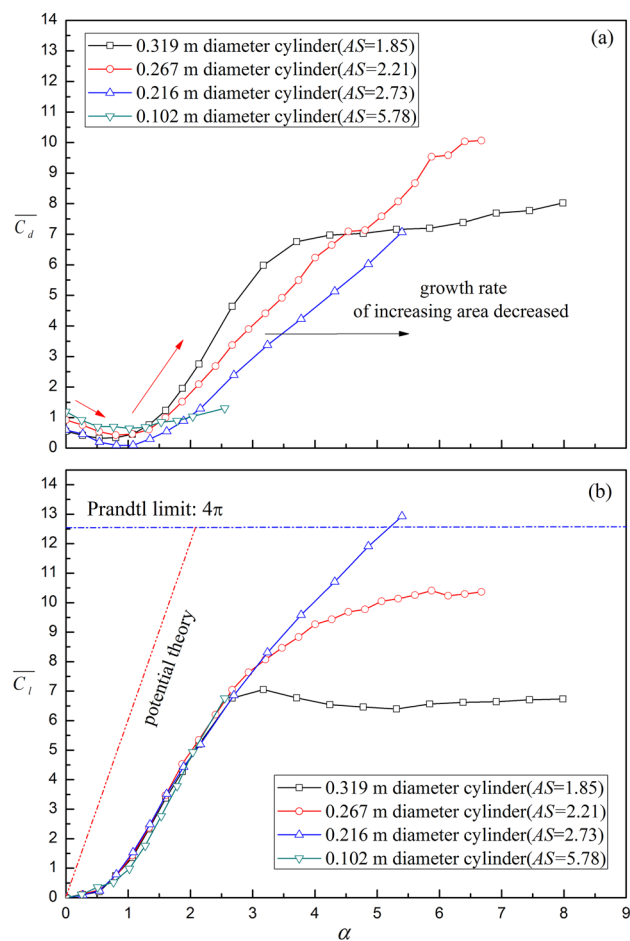 14
13
12
11
10
9
8
7
6
5
4
3
2
1
0
C_d
(a)
0.319 m diameter cylinder(AS=1.85)
0.267 m diameter cylinder(AS=2.21)
0.216 m diameter cylinder(AS=2.73)
0.102 m diameter cylinder(AS=5.78)
growth rate
of increasing area decreased
14
13
12
11
10
9
8
7
6
5
4
3
2
1
0
C_l
(b)
Prandtl limit: 4π
potential theory
0.319 m diameter cylinder(AS=1.85)
0.267 m diameter cylinder(AS=2.21)
0.216 m diameter cylinder(AS=2.73)
0.102 m diameter cylinder(AS=5.78)
0 1 2 3 4 5 6 7 8 9
α